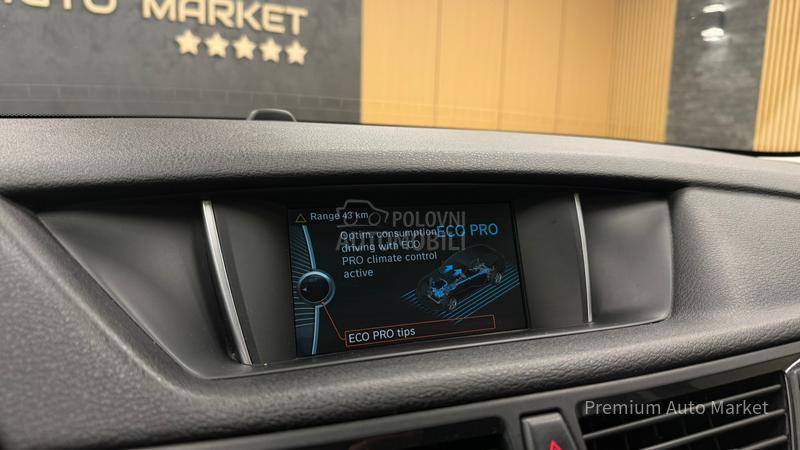 AUTO MARKET
Range 43 km
POLOVNI
AUTOMOBILI
ECO PRO
Optim. consumption
driving with ECO
PRO climate control
active
ECO PRO tips
Premium Auto Market